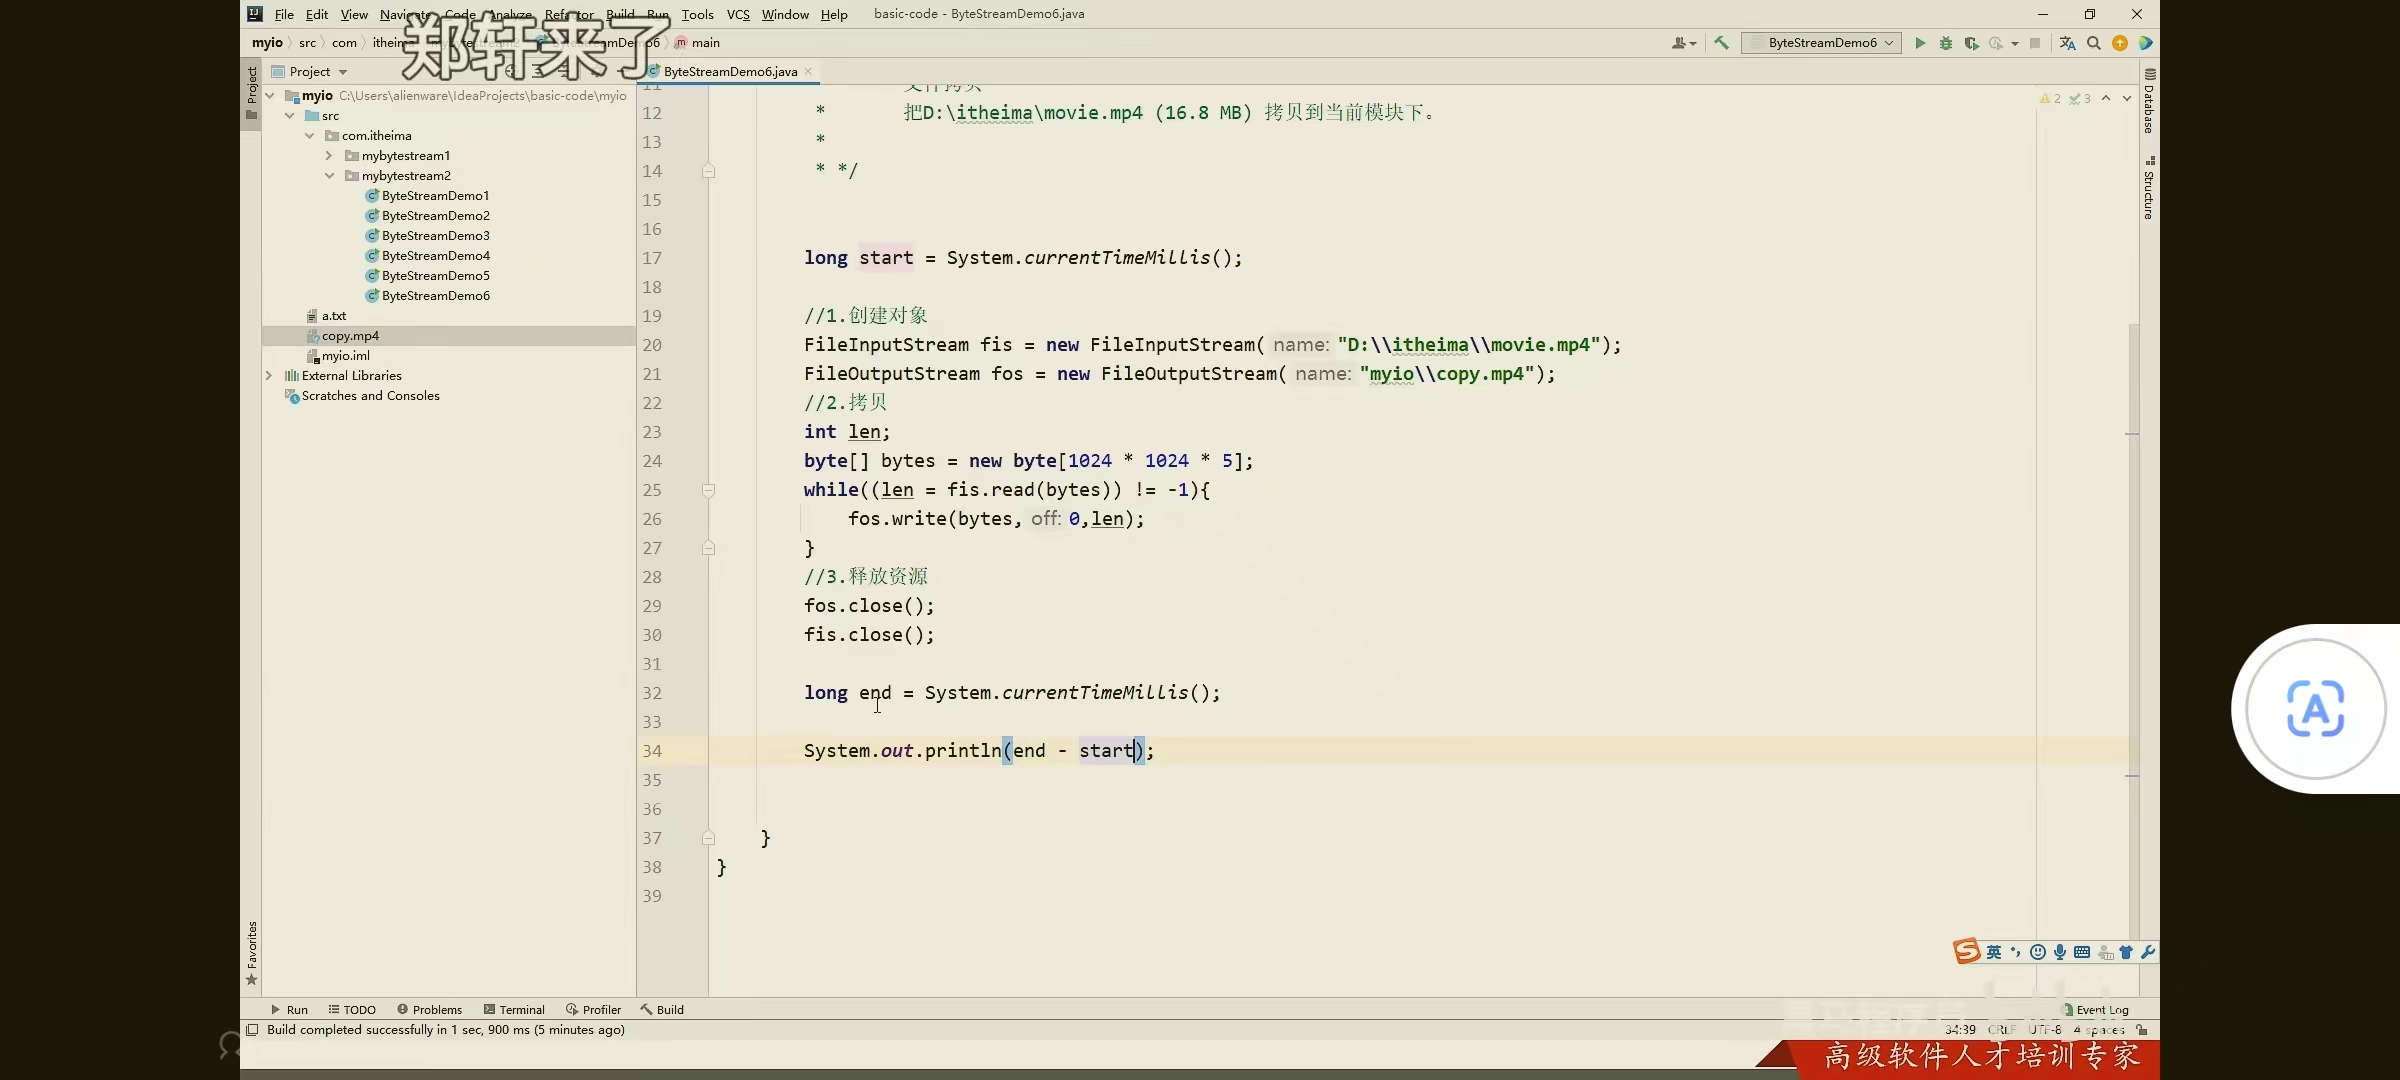 File Edit View Navigate Code Analyze Refactor Build Run Tools VCS Window Help basic-code - ByteStreamDemo6.java
郑轩来了
myio src com itheima ByteStreamDemo6 main
ByteStreamDemo6
Project
ByteStreamDemo6.java
Project
myio C:\Users\alienware\IdeaProjects\basic-code\myio
src
com.itheima
mybytestream1
mybytestream2
ByteStreamDemo1
ByteStreamDemo2
ByteStreamDemo3
ByteStreamDemo4
ByteStreamDemo5
ByteStreamDemo6
a.txt
copy.mp4
myio.iml
External Libraries
Scratches and Consoles
Favorites
11 文件拷贝
12 * 把D:\itheima\movie.mp4 (16.8 MB) 拷贝到当前模块下。
13 *
14 * */
15
16
17 long start = System.currentTimeMillis();
18
19 //1.创建对象
20 FileInputStream fis = new FileInputStream( name: "D:\\itheima\\movie.mp4");
21 FileOutputStream fos = new FileOutputStream( name: "myio\\copy.mp4");
22 //2.拷贝
23 int len;
24 byte[] bytes = new byte[1024 * 1024 * 5];
25 while((len = fis.read(bytes)) != -1){
26 fos.write(bytes, off: 0,len);
27 }
28 //3.释放资源
29 fos.close();
30 fis.close();
31
32 long end = System.currentTimeMillis();
33
34 System.out.println(end - start);
35
36
37 }
38 }
39
2 3
Database
Structure
A
英
Run TODO Problems Terminal Profiler Build Event Log
Build completed successfully in 1 sec, 900 ms (5 minutes ago) 34:39 CRLF UTF-8 4 spaces
高级软件人才培训专家